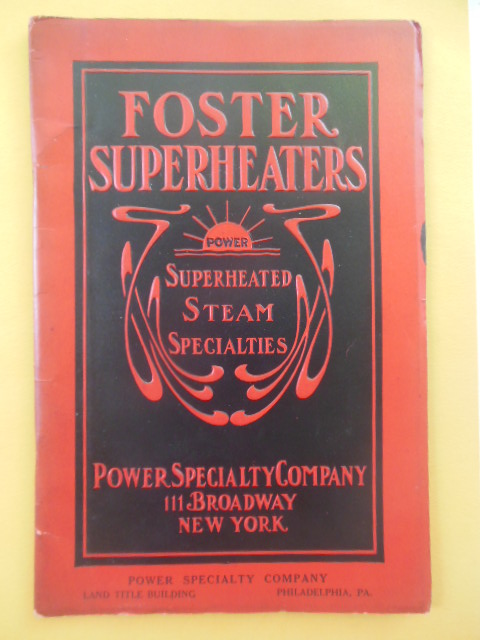 FOSTER
SUPERHEATERS
POWER
SUPERHEATED
STEAM
SPECIALTIES
POWER SPECIALTY COMPANY
111 BROADWAY
NEW YORK.
POWER SPECIALTY COMPANY
LAND TITLE BUILDING PHILADELPHIA, PA.